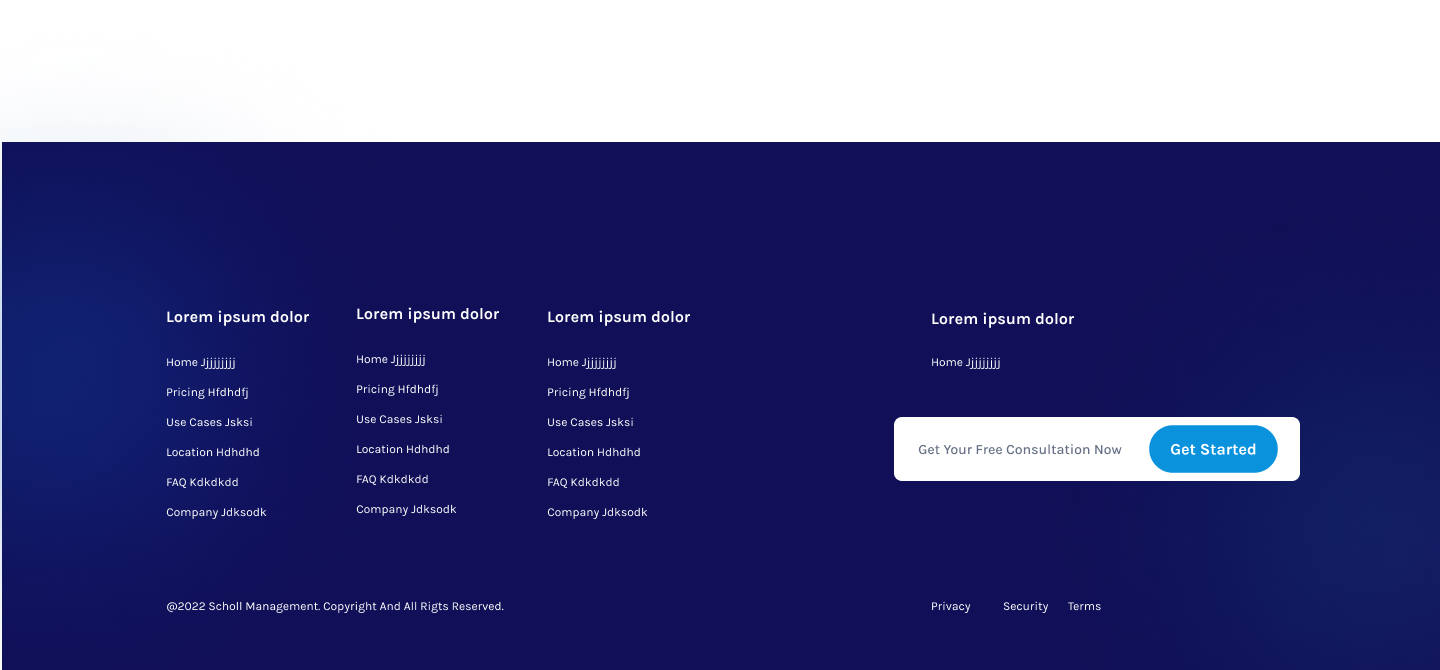 Lorem ipsum dolor
Home Jjjjjjjjj
Pricing Hfdhdfj
Use Cases Jsksi
Location Hdhdhd
FAQ Kdkdkdd
Company Jdksodk
Lorem ipsum dolor
Home Jjjjjjjjj
Pricing Hfdhdfj
Use Cases Jsksi
Location Hdhdhd
FAQ Kdkdkdd
Company Jdksodk
Lorem ipsum dolor
Home Jjjjjjjjj
Pricing Hfdhdfj
Use Cases Jsksi
Location Hdhdhd
FAQ Kdkdkdd
Company Jdksodk
Lorem ipsum dolor
Home Jjjjjjjjj
Get Your Free Consultation Now
Get Started
@2022 Scholl Management. Copyright And All Rigts Reserved.
Privacy Security Terms